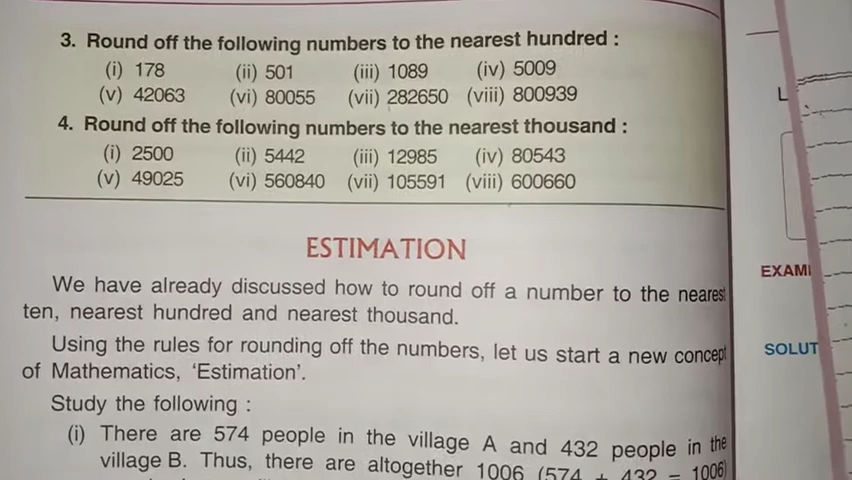 3. Round off the following numbers to the nearest hundred :
(i) 178 (ii) 501 (iii) 1089 (iv) 5009
(v) 42063 (vi) 80055 (vii) 282650 (viii) 800939
4. Round off the following numbers to the nearest thousand :
(i) 2500 (ii) 5442 (iii) 12985 (iv) 80543
(v) 49025 (vi) 560840 (vii) 105591 (viii) 600660
ESTIMATION
We have already discussed how to round off a number to the nearest
ten, nearest hundred and nearest thousand.
Using the rules for rounding off the numbers, let us start a new concept
of Mathematics, ‘Estimation’.
Study the following :
(i) There are 574 people in the village A and 432 people in the
village B. Thus, there are altogether 1006 (574 + 432 = 1006)
L
EXAM
SOLUT